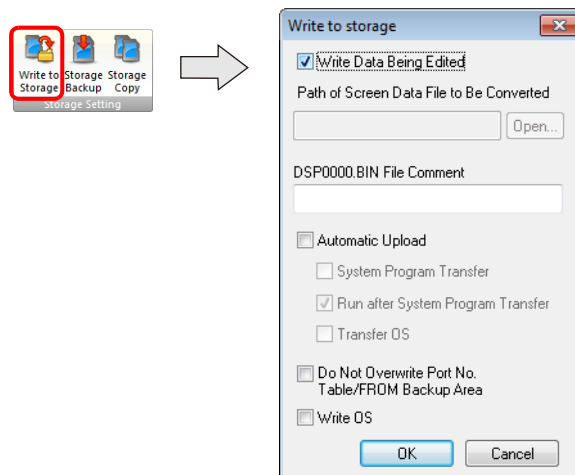 Write to Storage Storage
Storage Backup Copy
Storage Setting
Write to storage
Write Data Being Edited
Path of Screen Data File to Be Converted
Open...
DSP0000.BIN File Comment
Automatic Upload
System Program Transfer
Run after System Program Transfer
Transfer OS
Do Not Overwrite Port No.
Table/FROM Backup Area
Write OS
OK Cancel